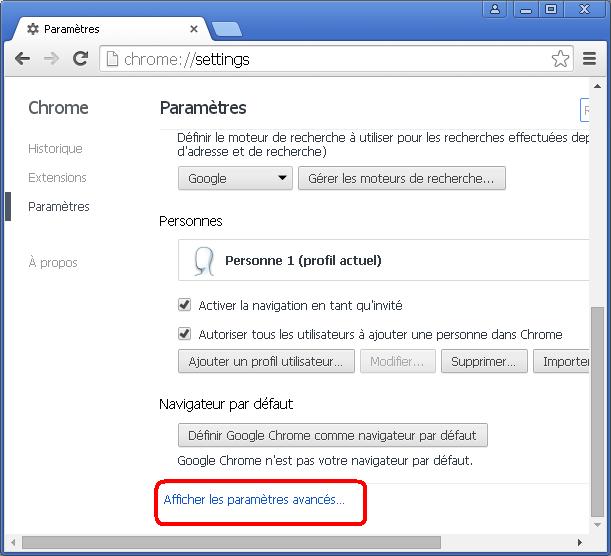 Paramètres
chrome://settings
Chrome
Paramètres
Historique
Extensions
Paramètres
À propos
Définir le moteur de recherche à utiliser pour les recherches effectuées dep
d'adresse et de recherche)
Google
Gérer les moteurs de recherche...
Personnes
Personne 1 (profil actuel)
Activer la navigation en tant qu'invité
Autoriser tous les utilisateurs à ajouter une personne dans Chrome
Ajouter un profil utilisateur...
Modifier...
Supprimer...
Importer
Navigateur par défaut
Définir Google Chrome comme navigateur par défaut
Google Chrome n'est pas votre navigateur par défaut.
Afficher les paramètres avancés...